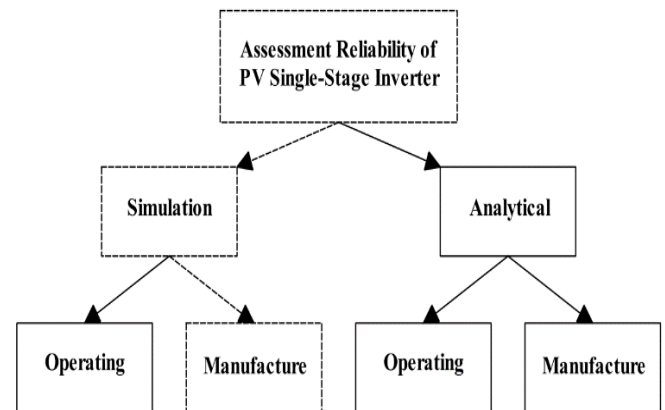 Assessment Reliability of
PV Single-Stage Inverter
Simulation
Analytical
Operating
Manufacture
Operating
Manufacture